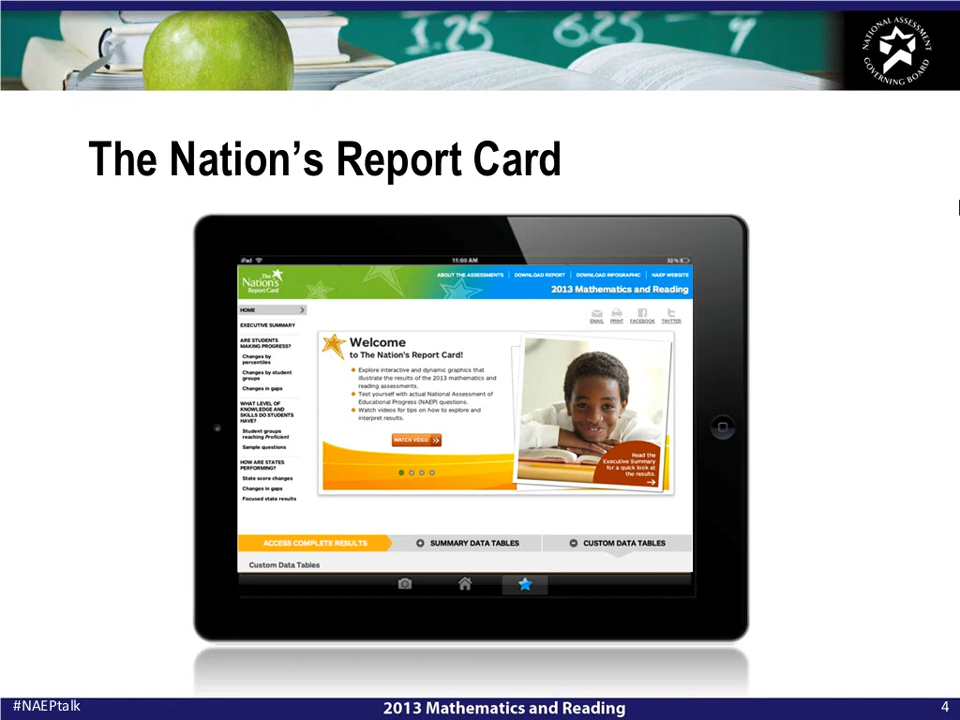 1.25 625
NATIONAL ASSESSMENT
GOVERNING BOARD
The Nation's Report Card
iPad 11:00 AM 32 %
The
Nation's
Report Card
ABOUT THE ASSESSMENTS | DOWNLOAD REPORT | DOWNLOAD INFOGRAPHIC | NAEP WEBSITE
2013 Mathematics and Reading
HOME
EXECUTIVE SUMMARY
ARE STUDENTS
MAKING PROGRESS?
Changes by
percentiles
Changes by student
groups
Changes in gaps
WHAT LEVEL OF
KNOWLEDGE AND
SKILLS DO STUDENTS
HAVE?
Student groups
reaching Proficient
Sample questions
HOW ARE STATES
PERFORMING?
State score changes
Changes in gaps
Focused state results
EMAIL PRINT FACEBOOK TWITTER
Welcome
to The Nation's Report Card!
Explore interactive and dynamic graphics that
illustrate the results of the 2013 mathematics and
reading assessments.
Test yourself with actual National Assessment of
Educational Progress (NAEP) questions.
Watch videos for tips on how to explore and
interpret results.
WATCH VIDEO
Read the
Executive Summary
for a quick look at
the results.
ACCESS COMPLETE RESULTS SUMMARY DATA TABLES CUSTOM DATA TABLES
Custom Data Tables
#NAEPtalk 2013 Mathematics and Reading 4